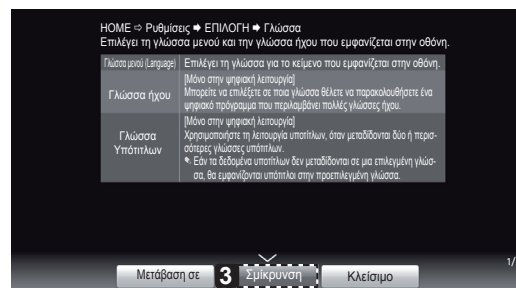 HOME ⇨ Ρυθμίσεις ➡ ΕΠΙΛΟΓΗ ➡ Γλώσσα
Επιλέγει τη γλώσσα μενού και την γλώσσα ήχου που εμφανίζεται στην οθόνη.
Γλώσσα μενού (Language) Επιλέγει τη γλώσσα για το κείμενο που εμφανίζεται στην οθόνη.
Γλώσσα ήχου
[Μόνο στην ψηφιακή λειτουργία]
Μπορείτε να επιλέξετε σε ποια γλώσσα θέλετε να παρακολουθήσετε ένα
ψηφιακό πρόγραμμα που περιλαμβάνει πολλές γλώσσες ήχου.
Γλώσσα
Υπότιτλων
[Μόνο στην ψηφιακή λειτουργία]
Χρησιμοποιήστε τη λειτουργία υποτίτλων, όταν μεταδίδονται δύο ή περισ-
σότερες γλώσσες υπότιτλων.
Εάν τα δεδομένα υποτίτλων δεν μεταδίδονται σε μια επιλεγμένη γλώσ-
σα, θα εμφανίζονται υπότιτλοι στην προεπιλεγμένη γλώσσα.
1/
Μετάβαση σε 3 Σμίκρυνση Κλείσιμο